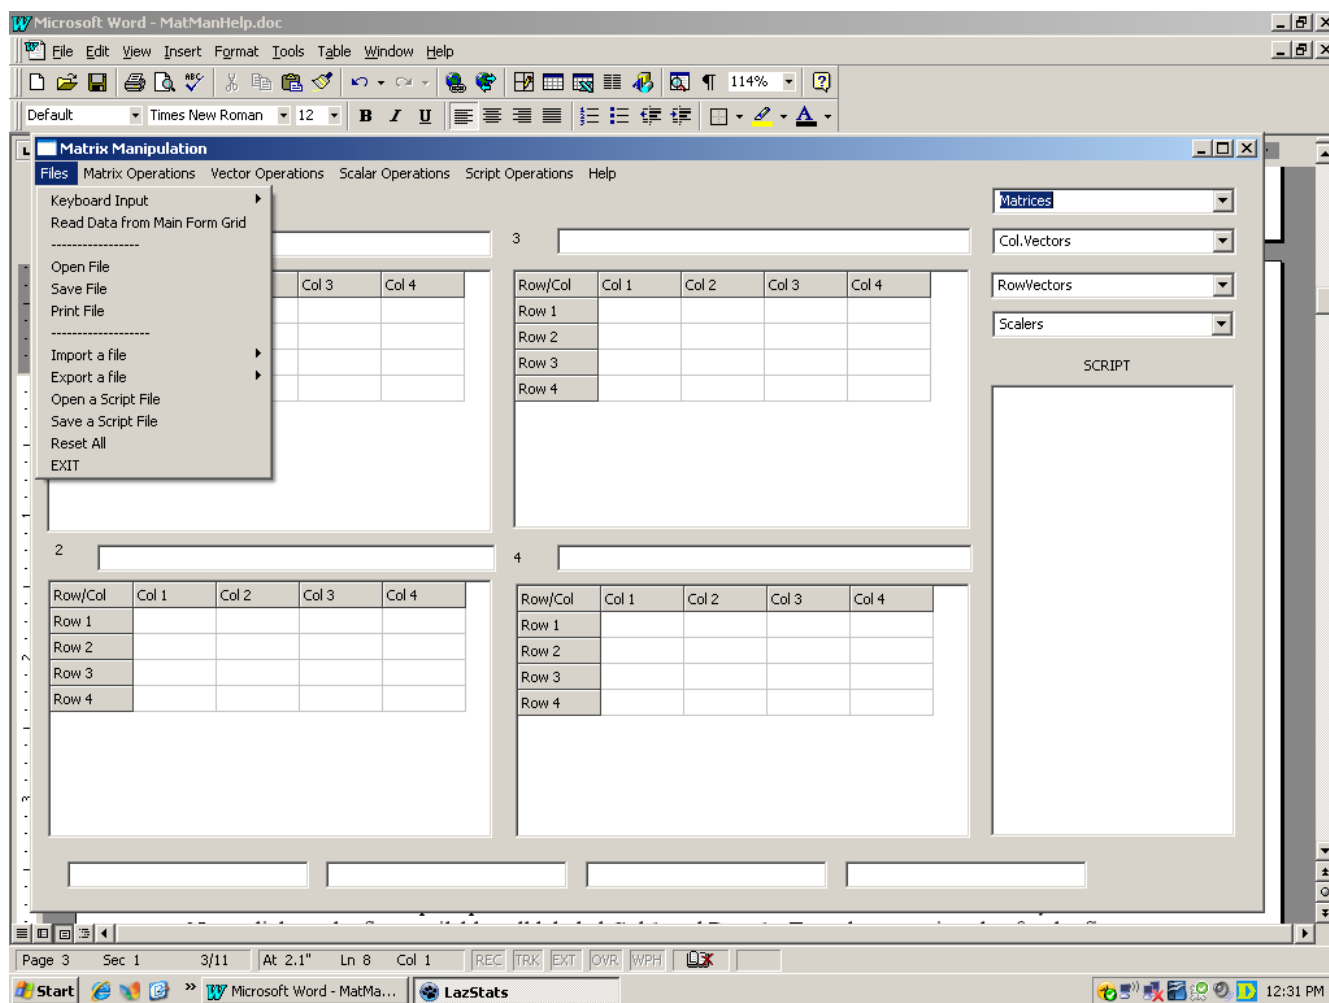 Microsoft Word - MatManHelp.doc
File Edit View Insert Format Tools Table Window Help
114%
Default Times New Roman 12 B I U A
Matrix Manipulation
Files Matrix Operations Vector Operations Scalar Operations Script Operations Help
Keyboard Input
Read Data from Main Form Grid
-----------------
Open File
Save File
Print File
-------------------
Import a file
Export a file
Open a Script File
Save a Script File
Reset All
EXIT
Col 3 Col 4
3
Row/Col Col 1 Col 2 Col 3 Col 4
Row 1
Row 2
Row 3
Row 4
Matrices
Col.Vectors
RowVectors
Scalers
SCRIPT
2
Row/Col Col 1 Col 2 Col 3 Col 4
Row 1
Row 2
Row 3
Row 4
4
Row/Col Col 1 Col 2 Col 3 Col 4
Row 1
Row 2
Row 3
Row 4
Page 3 Sec 1 3/11 At 2.1" Ln 8 Col 1 REC TRK EXT OVR WPH
Start Microsoft Word - MatMa... LazStats 12:31 PM